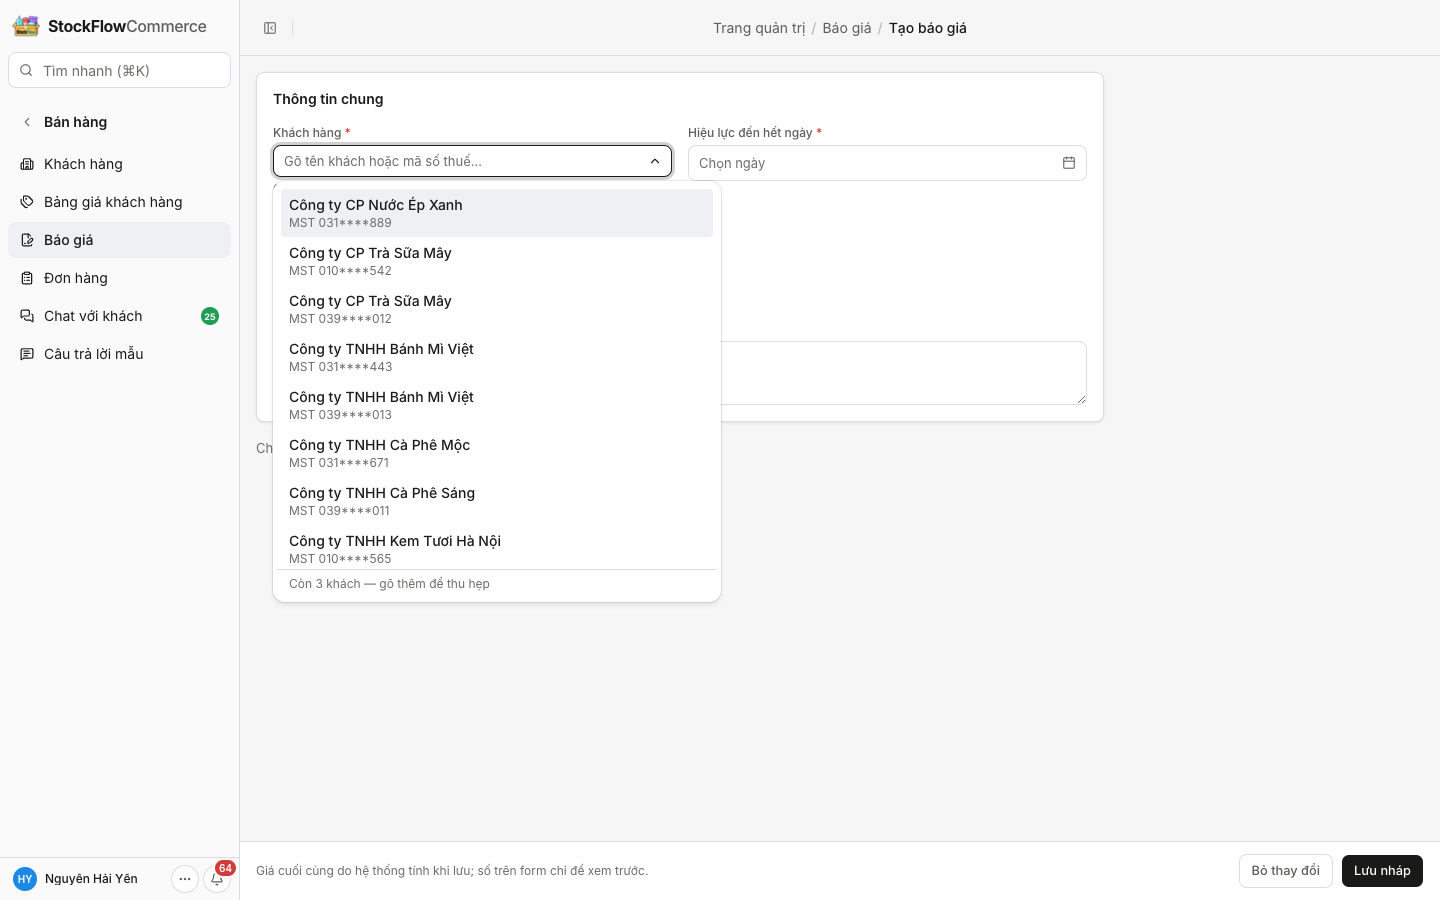 StockFlowCommerce
Tìm nhanh (⌘K)
Bán hàng
Khách hàng
Bảng giá khách hàng
Báo giá
Đơn hàng
Chat với khách
25
Câu trả lời mẫu
Nguyễn Hải Yến
64
HY
Trang quản trị / Báo giá / Tạo báo giá
Thông tin chung
Khách hàng *
Hiệu lực đến hết ngày *
Gõ tên khách hoặc mã số thuế...
Chọn ngày
Công ty CP Nước Ép Xanh
MST 031****889
Công ty CP Trà Sữa Mây
MST 010****542
Công ty CP Trà Sữa Mây
MST 039****012
Công ty TNHH Bánh Mì Việt
MST 031****443
Công ty TNHH Bánh Mì Việt
MST 039****013
Công ty TNHH Cà Phê Mộc
MST 031****671
Công ty TNHH Cà Phê Sáng
MST 039****011
Công ty TNHH Kem Tươi Hà Nội
MST 010****565
Còn 3 khách — gõ thêm để thu hẹp
Giá cuối cùng do hệ thống tính khi lưu; số trên form chỉ để xem trước.
Bỏ thay đổi
Lưu nháp